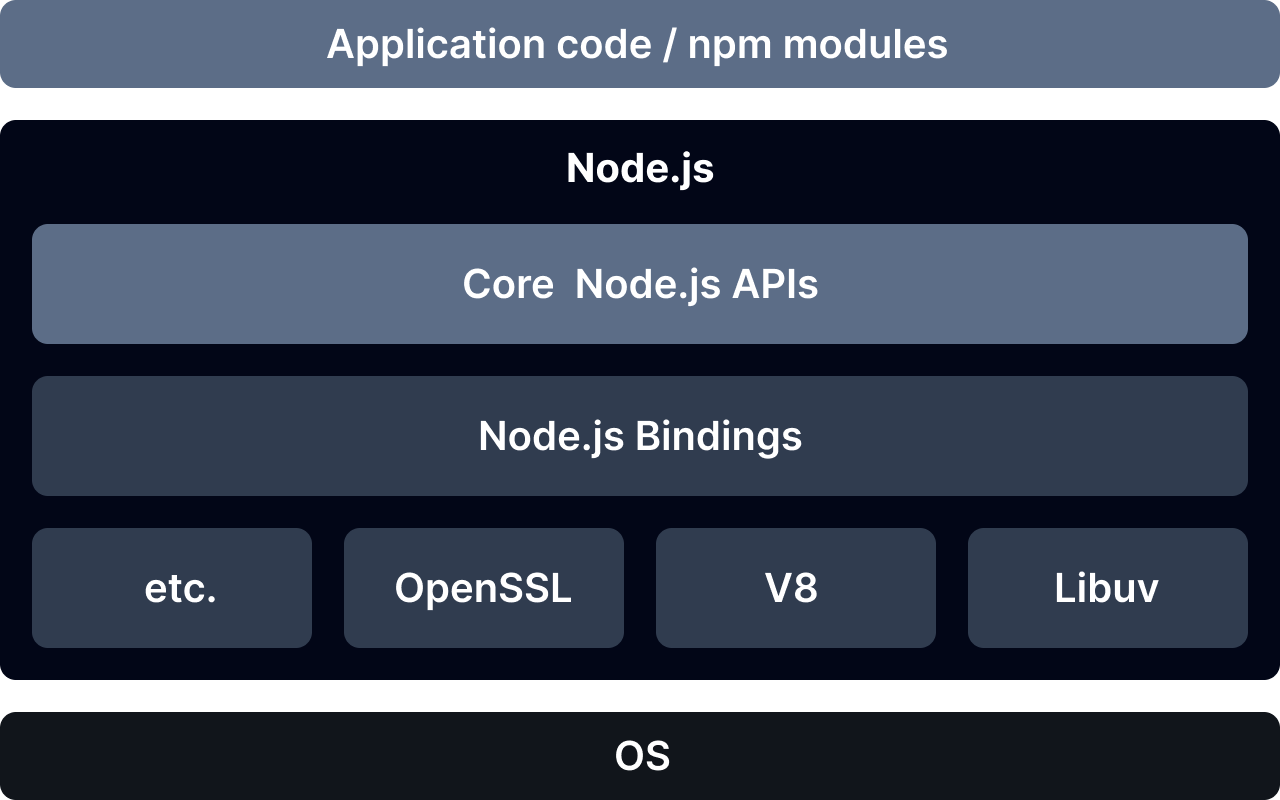 Application code / npm modules
Node.js
Core  Node.js APIs
Node.js Bindings
etc.
OpenSSL
V8
Libuv
OS